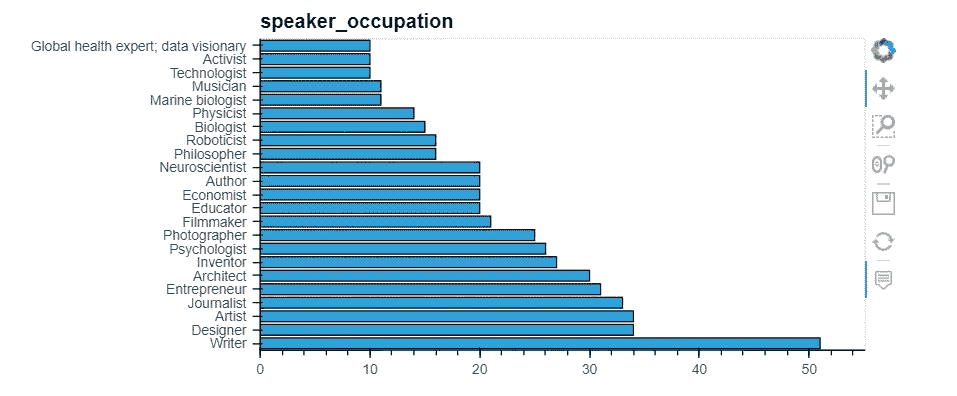 speaker_occupation
Global health expert; data visionary
Activist
Technologist
Musician
Marine biologist
Physicist
Biologist
Roboticist
Philosopher
Neuroscientist
Author
Economist
Educator
Filmmaker
Photographer
Psychologist
Inventor
Architect
Entrepreneur
Journalist
Artist
Designer
Writer
0 10 20 30 40 50